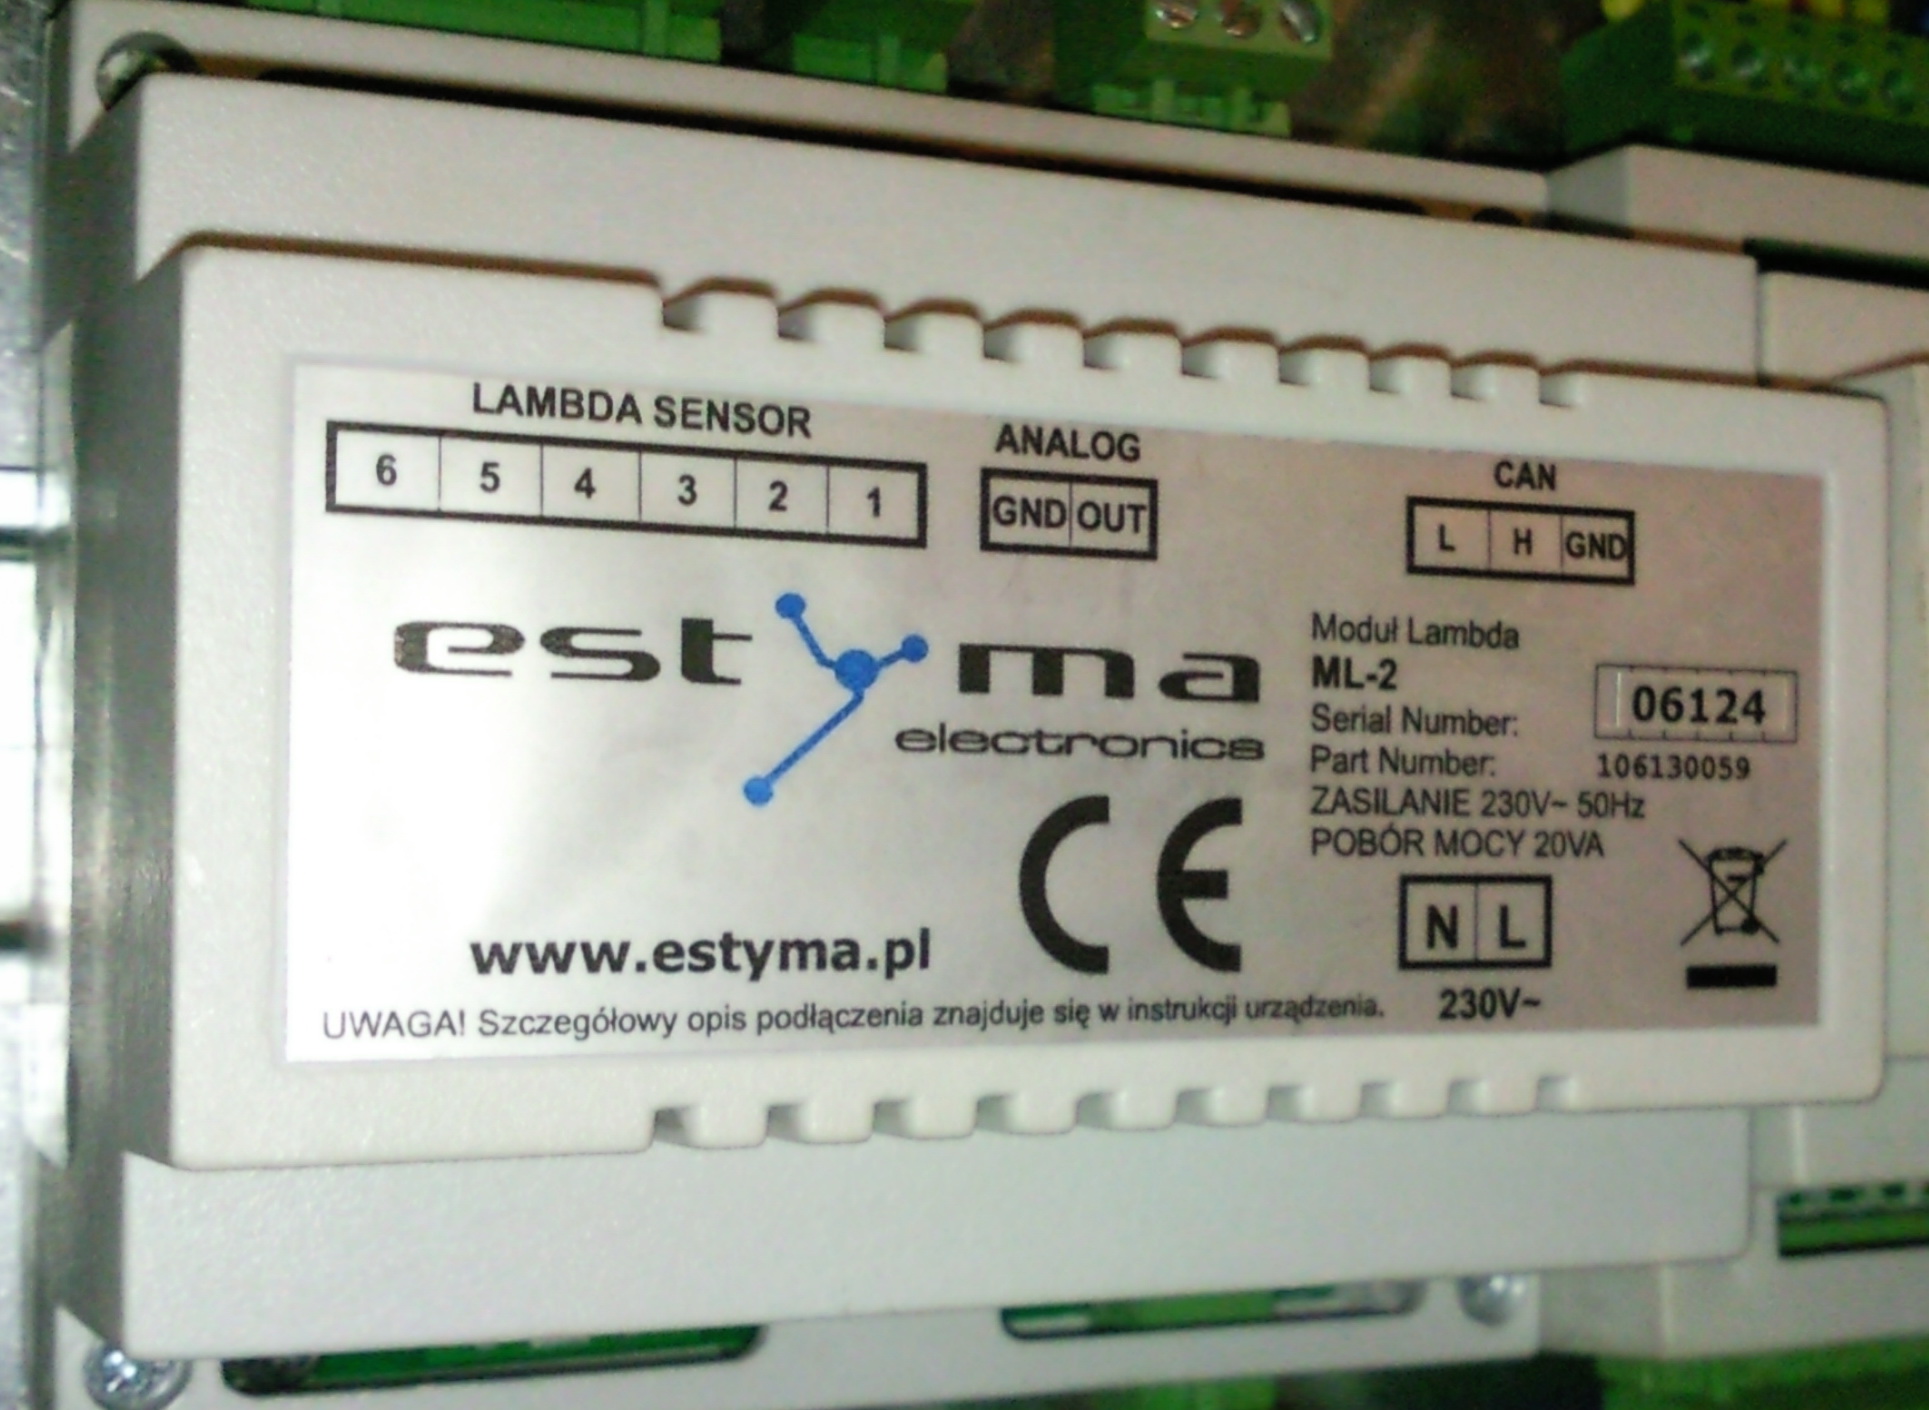 LAMBDA SENSOR
6 5 4 3 2 1
ANALOG
GND OUT
CAN
L H GND
estyma
electronics
Moduł Lambda
ML-2
Serial Number: 06124
Part Number: 106130059
ZASILANIE 230V~ 50Hz
POBÓR MOCY 20VA
CE
N L
230V~
www.estyma.pl
UWAGA! Szczegółowy opis podłączenia znajduje się w instrukcji urządzenia.